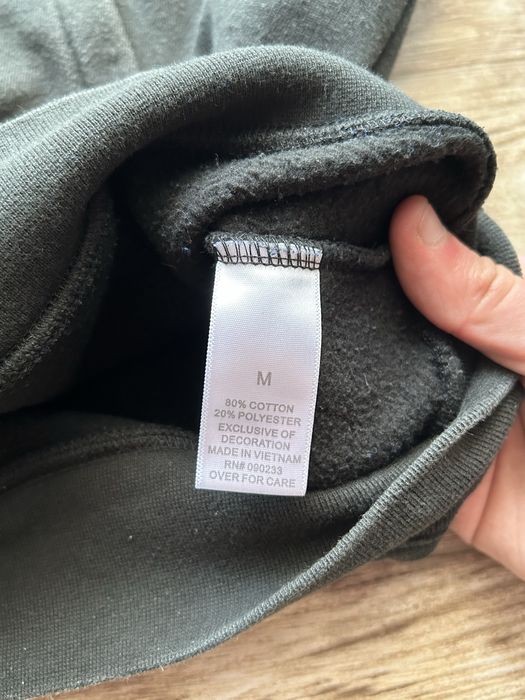 M
80% COTTON
20% POLYESTER
EXCLUSIVE OF
DECORATION
MADE IN VIETNAM
RN# 090233
OVER FOR CARE